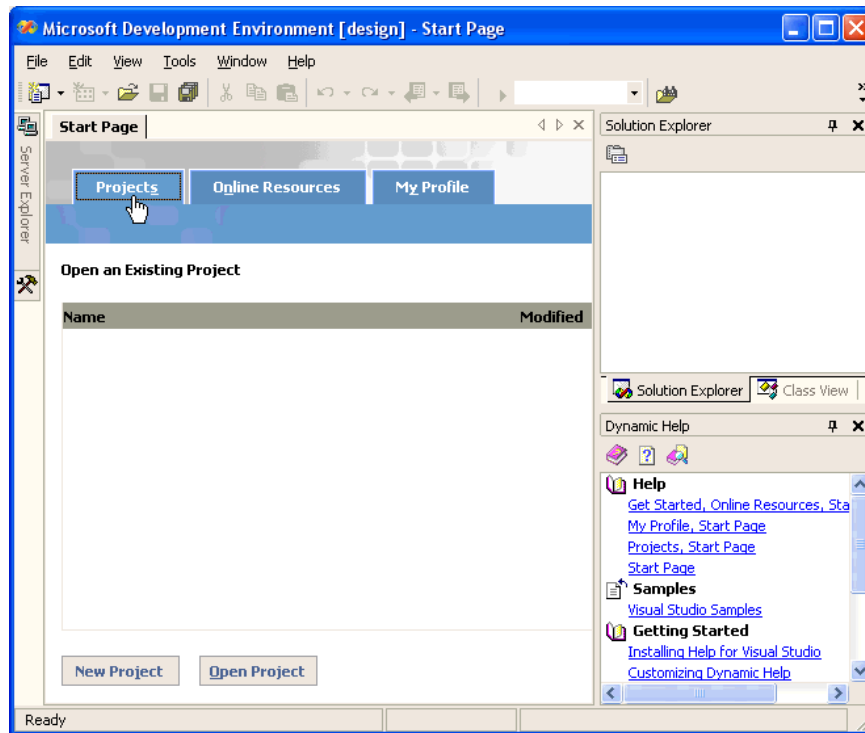 Microsoft Development Environment [design] - Start Page
File Edit View Tools Window Help
Server Explorer
Start Page
Projects Online Resources My Profile
Open an Existing Project
Name Modified
New Project Open Project
Solution Explorer
Solution Explorer Class View
Dynamic Help
Help
Get Started, Online Resources, Sta
My Profile, Start Page
Projects, Start Page
Start Page
Samples
Visual Studio Samples
Getting Started
Installing Help for Visual Studio
Customizing Dynamic Help
Ready